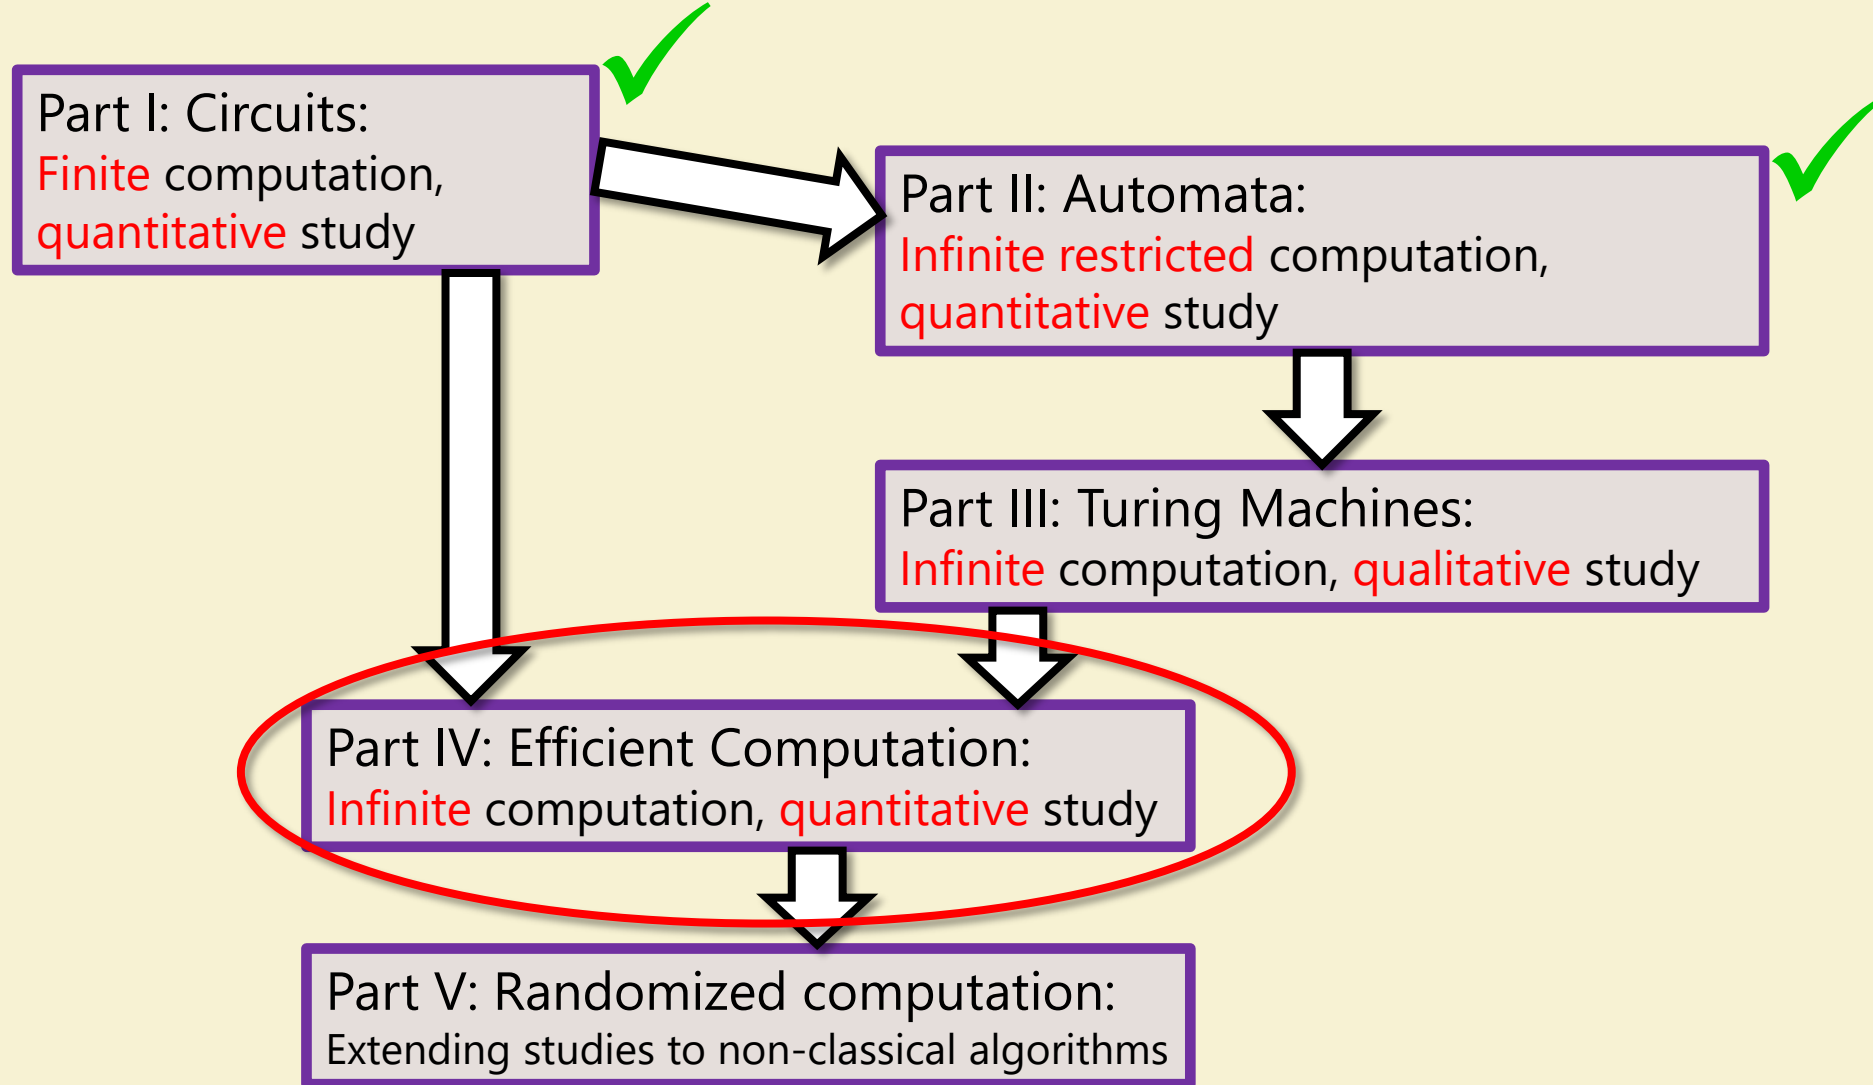 Part I: Circuits:
Finite computation,
quantitative study
Part II: Automata:
Infinite restricted computation,
quantitative study
Part III: Turing Machines:
Infinite computation, qualitative study
Part IV: Efficient Computation:
Infinite computation, quantitative study
Part V: Randomized computation:
Extending studies to non-classical algorithms